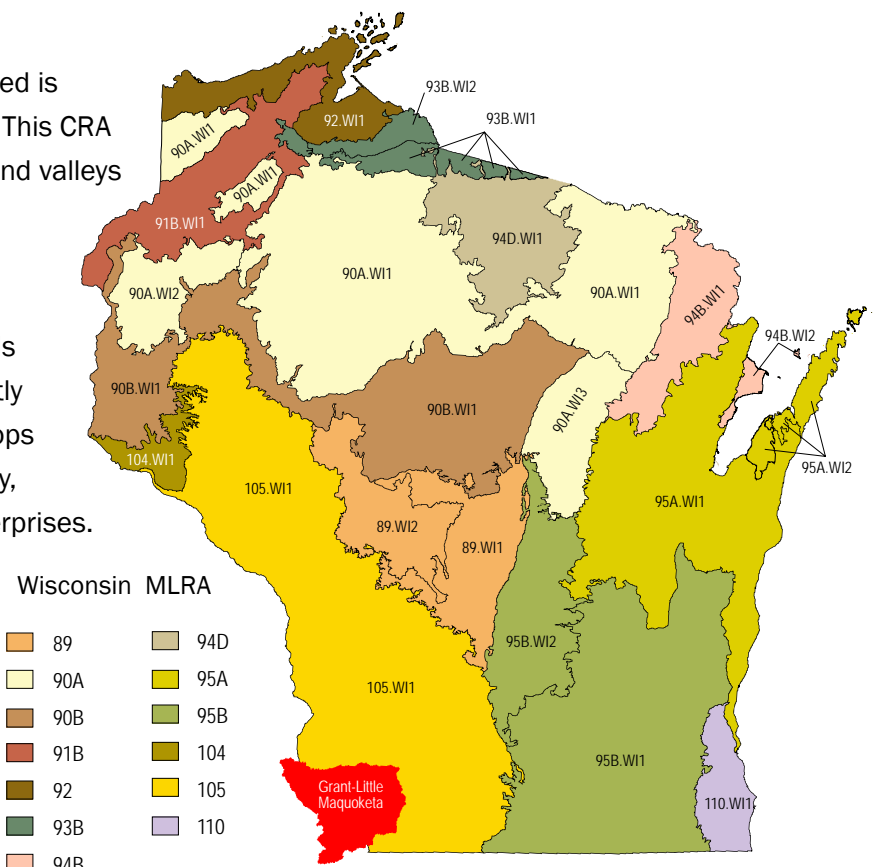 ed is
This CRA
nd valleys
s
tly
ops
y,
erprises.
93B.WI2
93B.WI1
92.WI1
90A.WI1
90A.WI1
91B.WI1
94D.WI1
90A.WI1
90A.WI2
90A.WI1
94B.WI1
94B.WI2
90B.WI1
90B.WI1
90A.WI3
104.WI1
95A.WI2
105.WI1
95A.WI1
89.WI2
89.WI1
95B.WI2
105.WI1
95B.WI1
Grant-Little
Maquoketa
110.WI1
Wisconsin MLRA
89
90A
90B
91B
92
93B
94B
94D
95A
95B
104
105
110